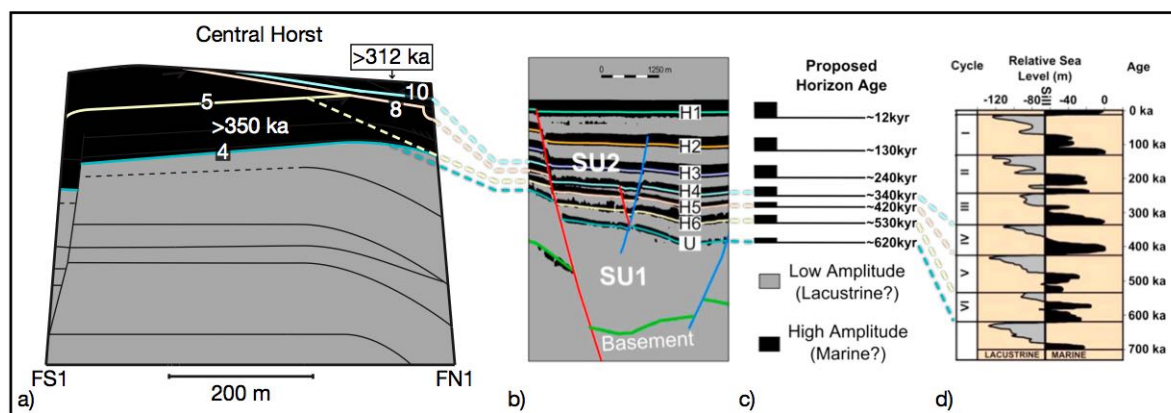 Central Horst
>312 ka
10
8
5
>350 ka
4
FS1
FN1
200 m
a)
0 1250 m
H1
H2
SU2
H3
H4
H5
H6
U
SU1
Basement
b)
Proposed
Horizon Age
~12kyr
~130kyr
~240kyr
~340kyr
~420kyr
~530kyr
~620kyr
Low Amplitude
(Lacustrine?)
High Amplitude
(Marine?)
c)
Cycle
Relative Sea
Level (m)
Age
-120 -80 -40 0
Sill
0 ka
I
100 ka
II
200 ka
III
300 ka
IV
400 ka
V
500 ka
VI
600 ka
700 ka
LACUSTRINE MARINE
d)